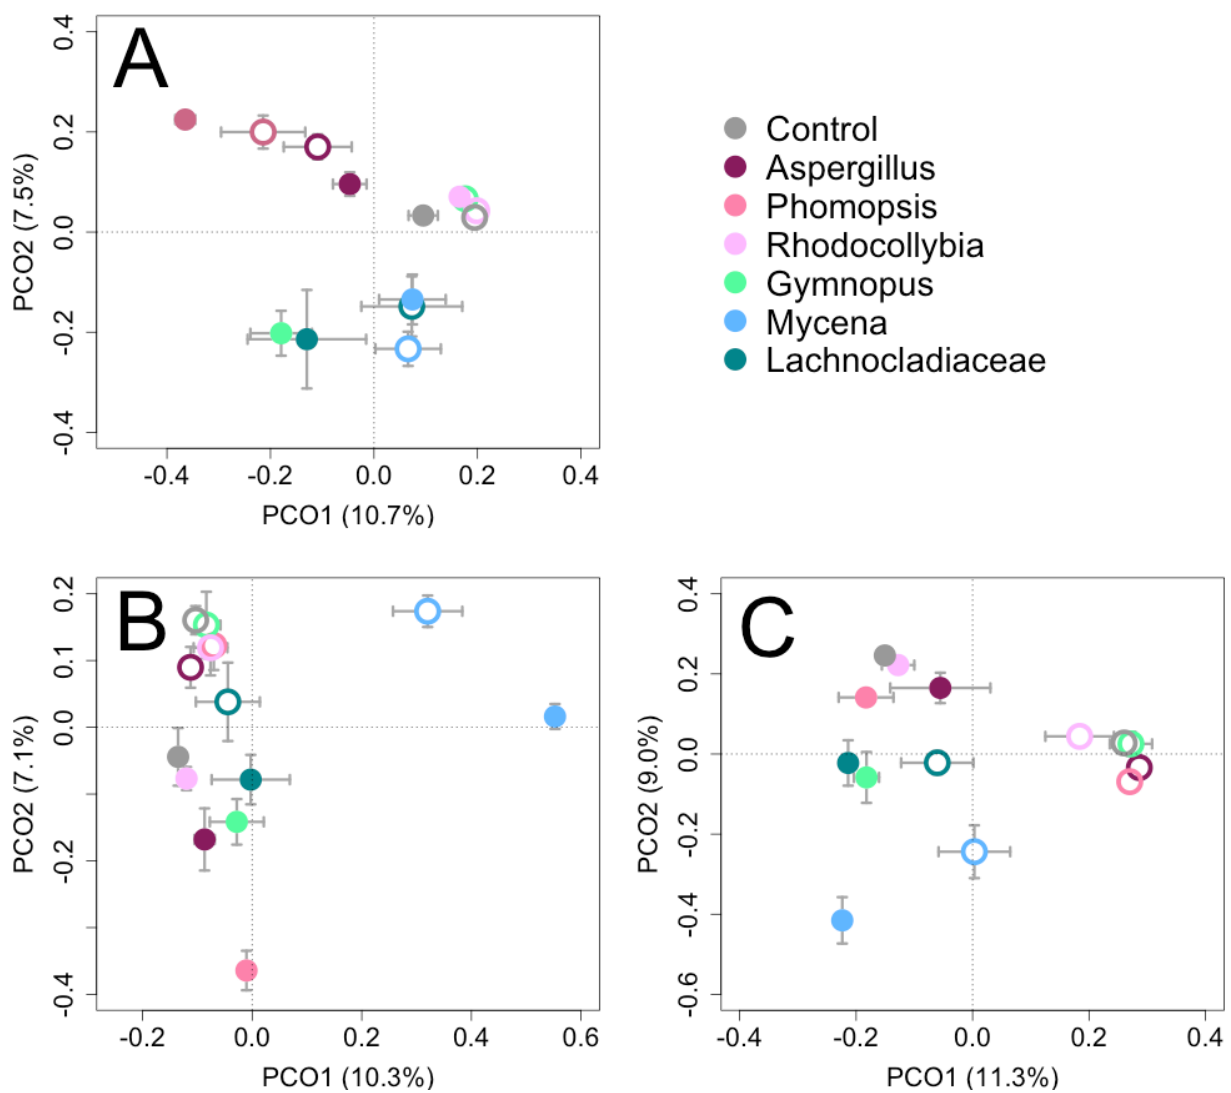 A
0.4
0.2
0.0
-0.2
-0.4
PCO2 (7.5%)
-0.4 -0.2 0.0 0.2 0.4
PCO1 (10.7%)
Control
Aspergillus
Phomopsis
Rhodocollybia
Gymnopus
Mycena
Lachnocladiaceae
B
0.2
0.1
0.0
-0.2
-0.4
PCO2 (7.1%)
-0.2 0.0 0.2 0.4 0.6
PCO1 (10.3%)
C
0.4
0.2
0.0
-0.2
-0.4
-0.6
PCO2 (9.0%)
-0.4 -0.2 0.0 0.2 0.4
PCO1 (11.3%)